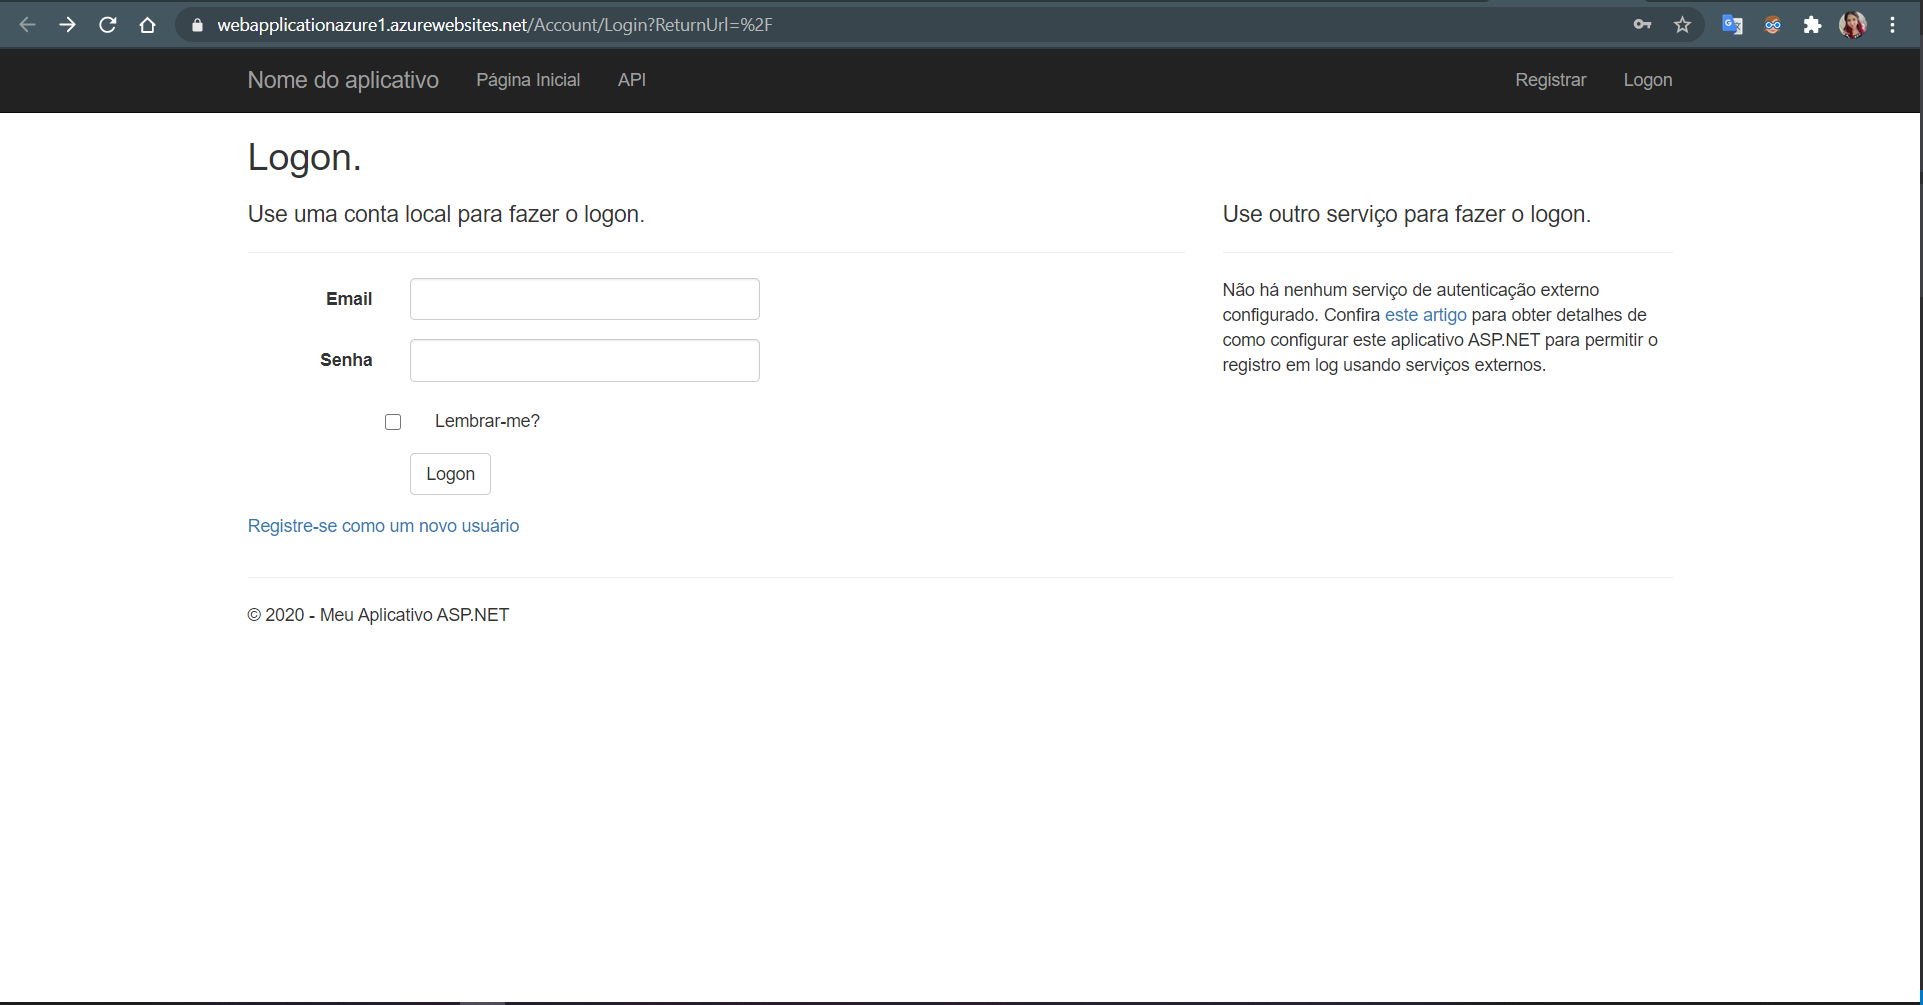 webapplicationazure1.azurewebsites.net/Account/Login?ReturnUrl=%2F
Nome do aplicativo Página Inicial API Registrar Logon
Logon.
Use uma conta local para fazer o logon.
Email
Senha
Lembrar-me?
Logon
Registre-se como um novo usuário
Use outro serviço para fazer o logon.
Não há nenhum serviço de autenticação externo
configurado. Confira este artigo para obter detalhes de
como configurar este aplicativo ASP.NET para permitir o
registro em log usando serviços externos.
© 2020 - Meu Aplicativo ASP.NET